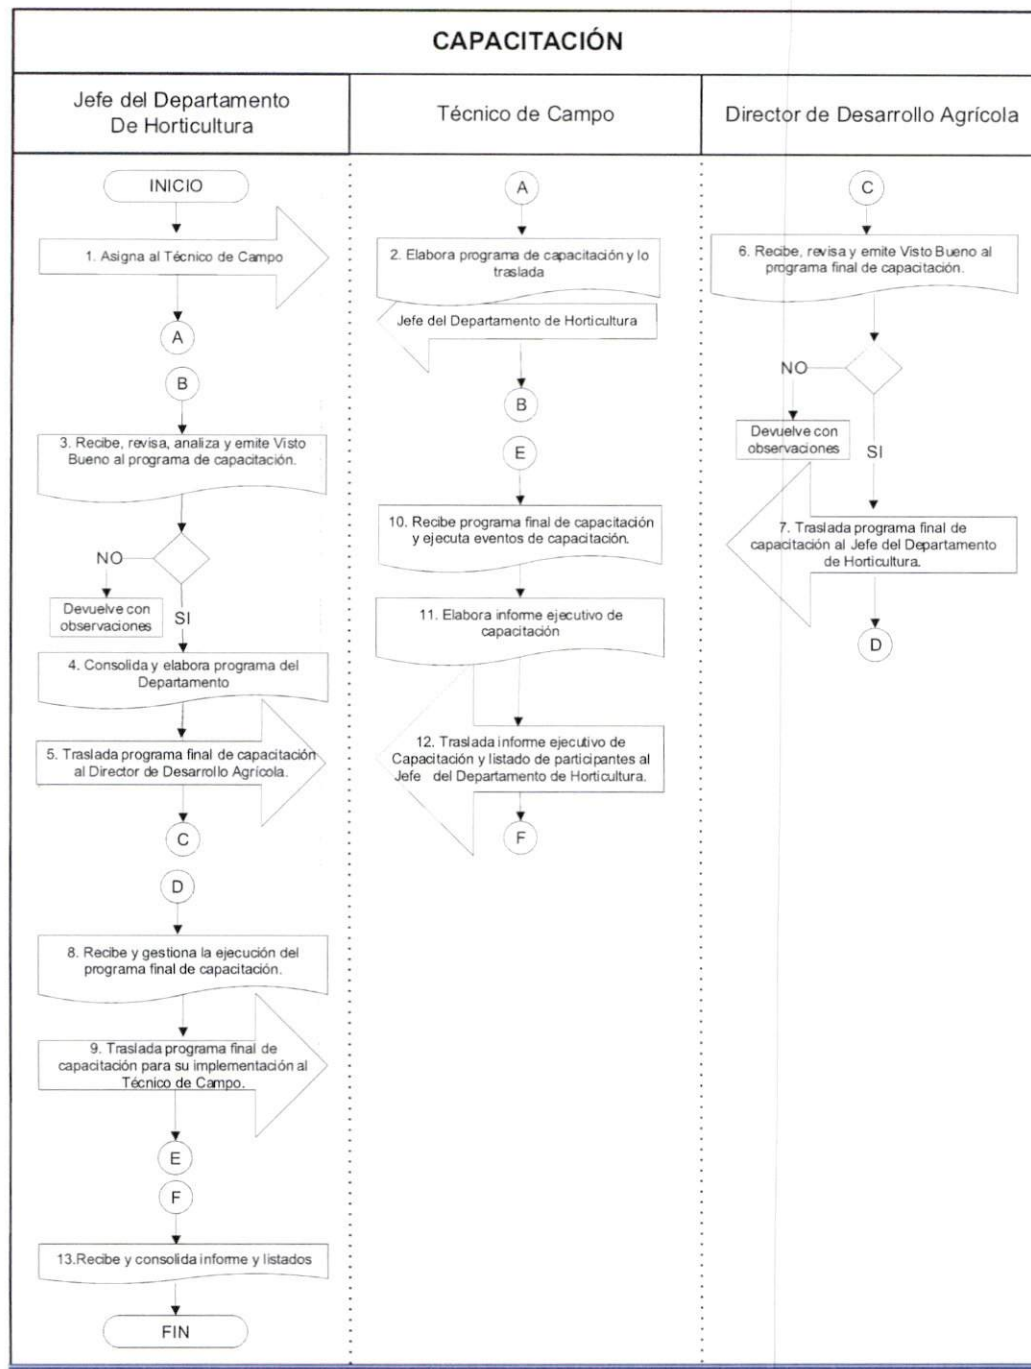 CAPACITACIÓN
Jefe del Departamento
De Horticultura
Técnico de Campo
Director de Desarrollo Agrícola
INICIO
1. Asigna al Técnico de Campo
A
B
3. Recibe, revisa, analiza y emite Visto
Bueno al programa de capacitación.
NO
Devuelve con
observaciones
SI
4. Consolida y elabora programa del
Departamento
5. Traslada programa final de capacitación
al Director de Desarrollo Agrícola.
C
D
8. Recibe y gestiona la ejecución del
programa final de capacitación.
9. Traslada programa final de
capacitación para su implementación al
Técnico de Campo.
E
F
13.Recibe y consolida informe y listados
FIN
A
2. Elabora programa de capacitación y lo
traslada
Jefe del Departamento de Horticultura
B
E
10. Recibe programa final de capacitación
y ejecuta eventos de capacitación.
11. Elabora informe ejecutivo de
capacitación
12. Traslada informe ejecutivo de
Capacitación y listado de participantes al
Jefe del Departamento de Horticultura.
F
C
6. Recibe, revisa y emite Visto Bueno al
programa final de capacitación.
NO
Devuelve con
observaciones
SI
7. Traslada programa final de
capacitación al Jefe del Departamento
de Horticultura.
D